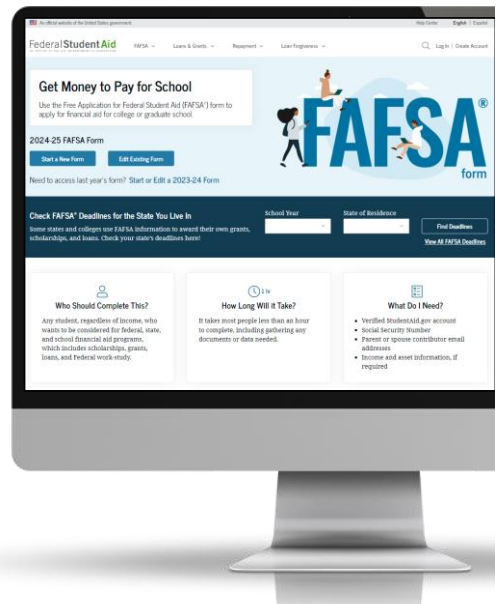 An official website of the United States government.
Help Center English | Español
Federal Student Aid
FAFSA Loans & Grants Repayment Loan Forgiveness
Log In | Create Account
Get Money to Pay for School
Use the Free Application for Federal Student Aid (FAFSA®) form to
apply for financial aid for college or graduate school.
2024-25 FAFSA Form
Start a New Form Edit Existing Form
Need to access last year's form? Start or Edit a 2023-24 Form
FAFSA®
form
Check FAFSA® Deadlines for the State You Live In
Some states and colleges use FAFSA information to award their own grants,
scholarships, and loans. Check your state's deadlines here!
School Year
State of Residence
Find Deadlines
View All FAFSA Deadlines
Who Should Complete This?
Any student, regardless of income, who
wants to be considered for federal, state,
and school financial aid programs,
which includes scholarships, grants,
loans, and Federal work-study.
1 hr
How Long Will it Take?
It takes most people less than an hour
to complete, including gathering any
documents or data needed.
What Do I Need?
• Verified StudentAid.gov account
• Social Security Number
• Parent or spouse contributor email
addresses
• Income and asset information, if
required